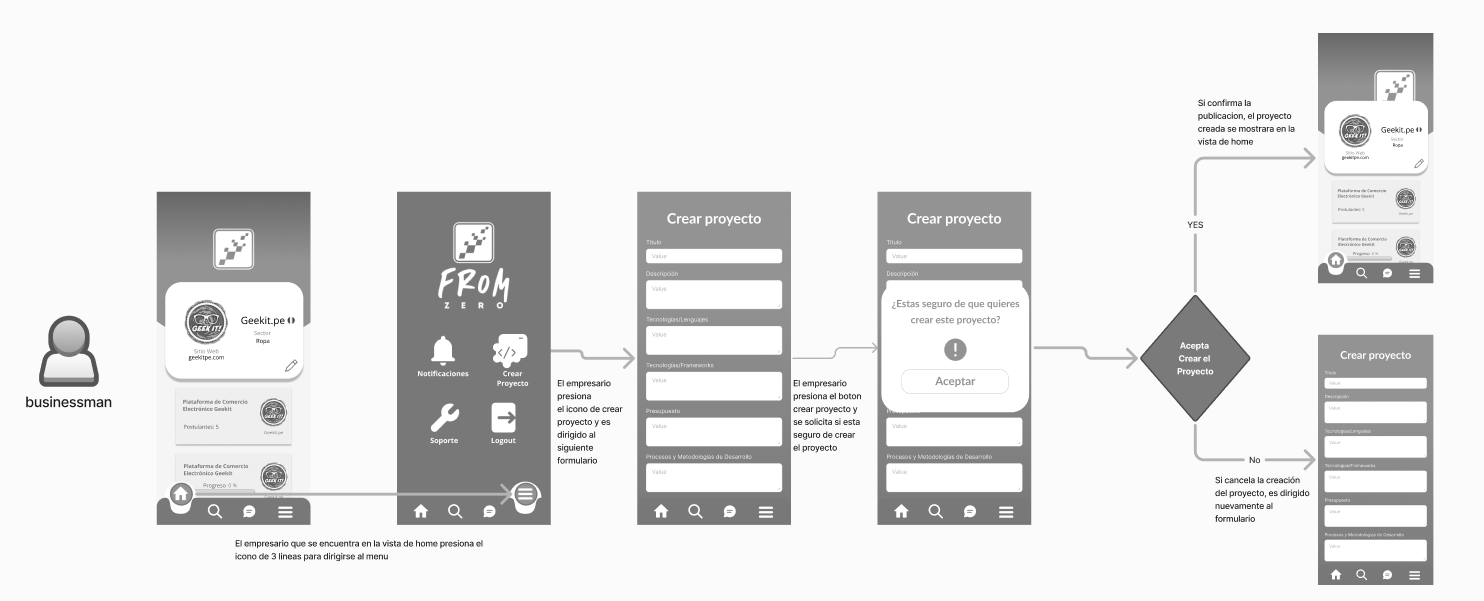 businessman
GEEK IT!
Geekit.pe
Sector
Ropa
Sitio Web
geekitpe.com
Plataforma de Comercio
Electrónico Geekit
Postulantes: 5
Geekit.pe
Plataforma de Comercio
Electrónico Geekit
Progreso: 0 %
El empresario que se encuentra en la vista de home presiona el
icono de 3 lineas para dirigirse al menu
FROM
ZERO
Notificaciones
Crear
Proyecto
Soporte
Logout
El empresario
presiona
el icono de crear
proyecto y es
dirigido al
siguiente
formulario
Crear proyecto
Título
Value
Descripción
Value
Tecnologías/Lenguajes
Value
Tecnologías/Frameworks
Value
Presupuesto
Value
Procesos y Metodologías de Desarrollo
Value
El empresario
presiona el boton
crear proyecto y
se solicita si esta
seguro de crear
el proyecto
Crear proyecto
Título
Value
Descripción
¿Estas seguro de que quieres
crear este proyecto?
!
Aceptar
Value
Procesos y Metodologías de Desarrollo
Value
Acepta
Crear el
Proyecto
YES
Si confirma la
publicacion, el proyecto
creada se mostrara en la
vista de home
GEEK IT!
Geekit.pe
Sector
Ropa
Sitio Web
geekitpe.com
Plataforma de Comercio
Electrónico Geekit
Postulantes: 5
Geekit.pe
Plataforma de Comercio
Electrónico Geekit
Progreso: 0 %
No
Si cancela la creación
del proyecto, es dirigido
nuevamente al
formulario
Crear proyecto
Título
Value
Descripción
Value
Tecnologías/Lenguajes
Value
Tecnologías/Frameworks
Value
Presupuesto
Value
Procesos y Metodologías de Desarrollo
Value